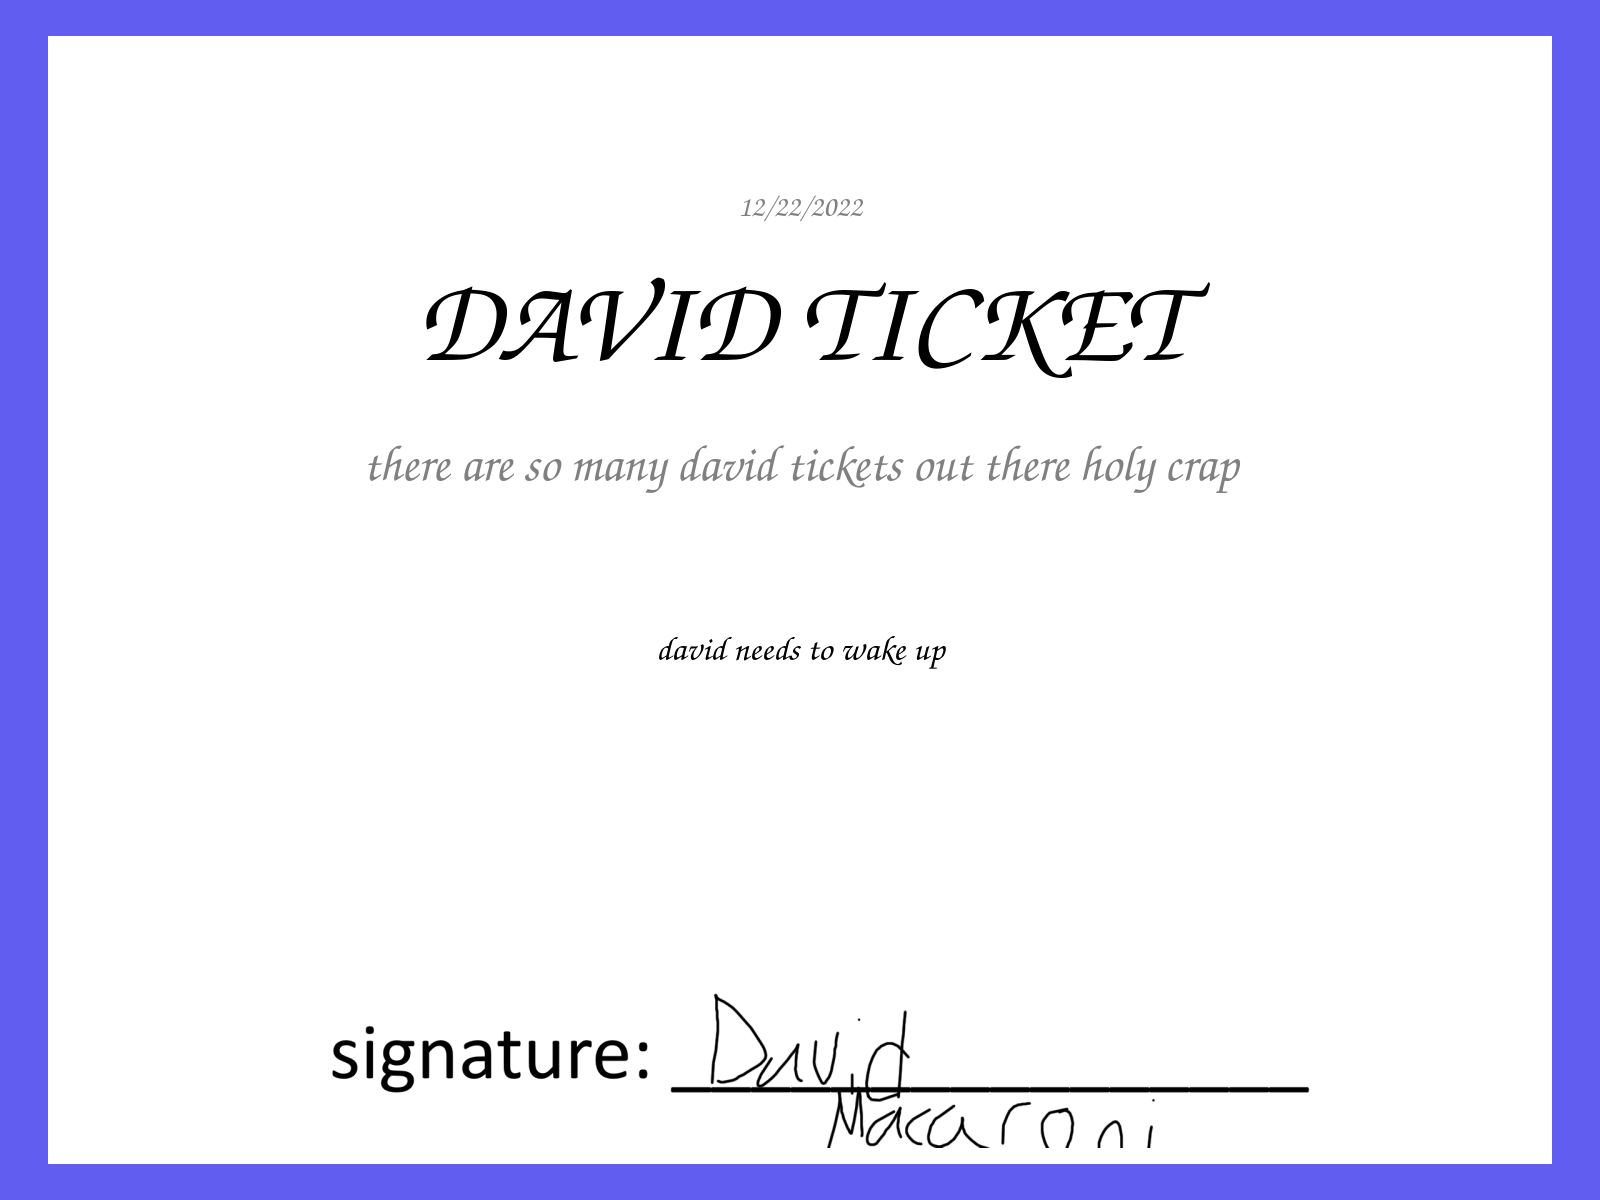 12/22/2022
DAVID TICKET
there are so many david tickets out there holy crap
david needs to wake up
signature: David
Macaroni